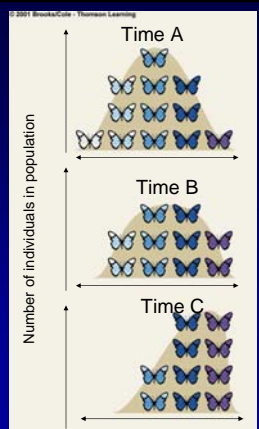 © 2001 Brooks/Cole - Thomson Learning
Time A
Number of individuals in population
Time B
Time C